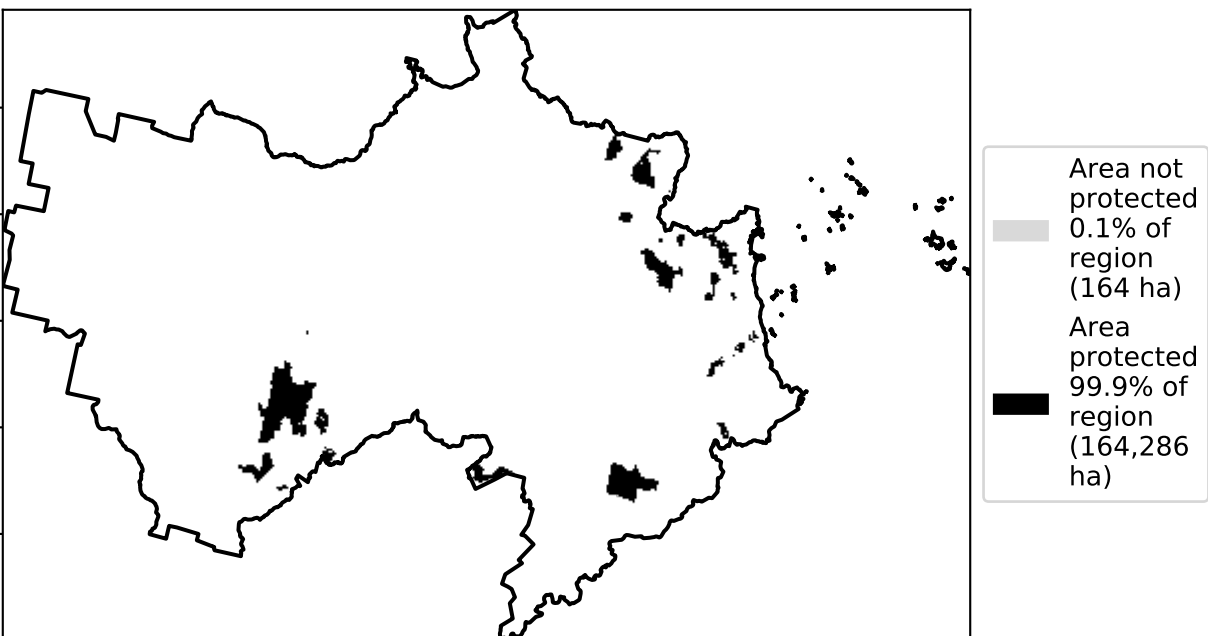 Area not
protected
0.1% of
region
(164 ha)
Area
protected
99.9% of
region
(164,286
ha)